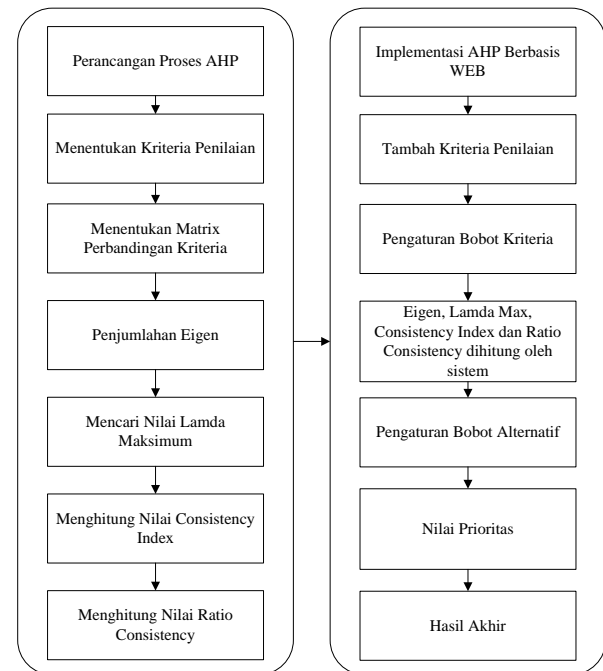 Perancangan Proses AHP
Menentukan Kriteria Penilaian
Menentukan Matrix
Perbandingan Kriteria
Penjumlahan Eigen
Mencari Nilai Lamda
Maksimum
Menghitung Nilai Consistency
Index
Menghitung Nilai Ratio
Consistency
Implementasi AHP Berbasis
WEB
Tambah Kriteria Penilaian
Pengaturan Bobot Kriteria
Eigen, Lamda Max,
Consistency Index dan Ratio
Consistency dihitung oleh
sistem
Pengaturan Bobot Alternatif
Nilai Prioritas
Hasil Akhir